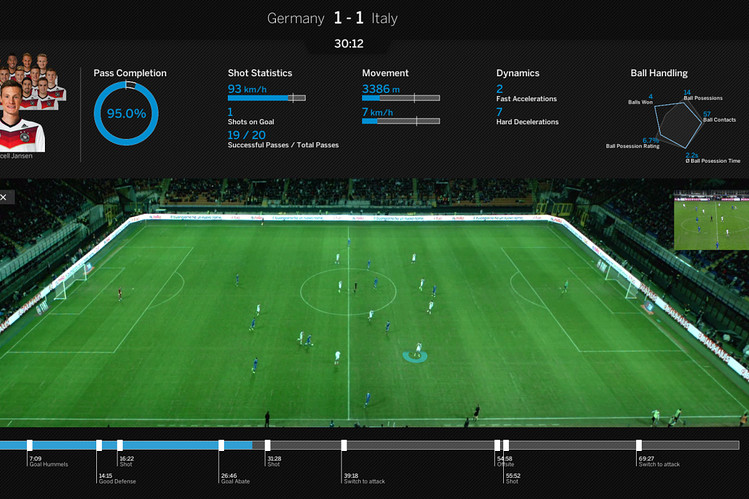 Germany 1 - 1 Italy
30:12
Pass Completion
95.0%
cell Jansen
Shot Statistics
93 km/h
1
Shots on Goal
19 / 20
Successful Passes / Total Passes
Movement
3386 m
7 km/h
Dynamics
2
Fast Accelerations
7
Hard Decelerations
Ball Handling
14
Ball Posessions
4
Balls Won
57
Ball Contacts
6.7%
Ball Posession Rating
2.2s
Ø Ball Posession Time
X
7:09
Goal Hummels
14:15
Good Defense
16:22
Shot
26:46
Goal Abate
31:28
Shot
39:18
Switch to attack
54:58
Offsite
55:52
Shot
69:27
Switch to attack